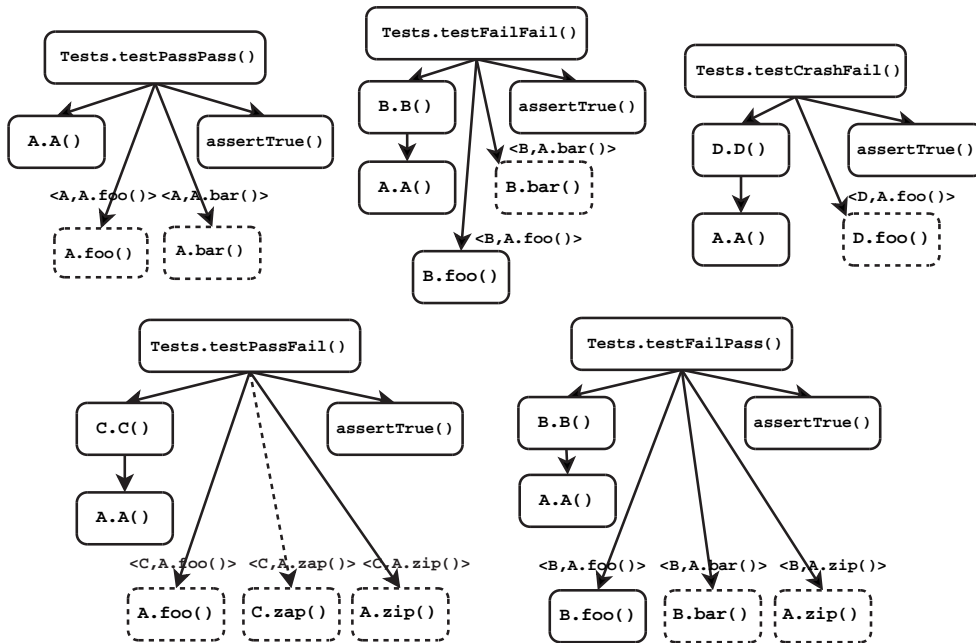 Tests.testPassPass()
A.A()
assertTrue()
<A,A.foo()>
<A,A.bar()>
A.foo()
A.bar()
Tests.testFailFail()
B.B()
assertTrue()
A.A()
<B,A.bar()>
B.bar()
<B,A.foo()>
B.foo()
Tests.testCrashFail()
D.D()
assertTrue()
<D,A.foo()>
A.A()
D.foo()
Tests.testPassFail()
C.C()
assertTrue()
A.A()
<C,A.foo()>
<C,A.zap()>
<C,A.zip()>
A.foo()
C.zap()
A.zip()
Tests.testFailPass()
B.B()
assertTrue()
A.A()
<B,A.foo()>
<B,A.bar()>
<B,A.zip()>
B.foo()
B.bar()
A.zip()